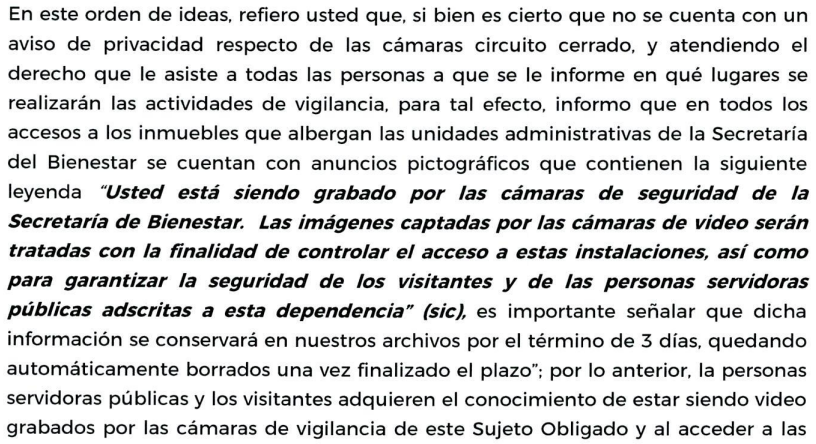 En este orden de ideas, refiero usted que, si bien es cierto que no se cuenta con un
aviso de privacidad respecto de las cámaras circuito cerrado, y atendiendo el
derecho que le asiste a todas las personas a que se le informe en qué lugares se
realizarán las actividades de vigilancia, para tal efecto, informo que en todos los
accesos a los inmuebles que albergan las unidades administrativas de la Secretaría
del Bienestar se cuentan con anuncios pictográficos que contienen la siguiente
leyenda "Usted está siendo grabado por las cámaras de seguridad de la
Secretaría de Bienestar. Las imágenes captadas por las cámaras de video serán
tratadas con la finalidad de controlar el acceso a estas instalaciones, así como
para garantizar la seguridad de los visitantes y de las personas servidoras
públicas adscritas a esta dependencia" (sic), es importante señalar que dicha
información se conservará en nuestros archivos por el término de 3 días, quedando
automáticamente borrados una vez finalizado el plazo"; por lo anterior, la personas
servidoras públicas y los visitantes adquieren el conocimiento de estar siendo video
grabados por las cámaras de vigilancia de este Sujeto Obligado y al acceder a las